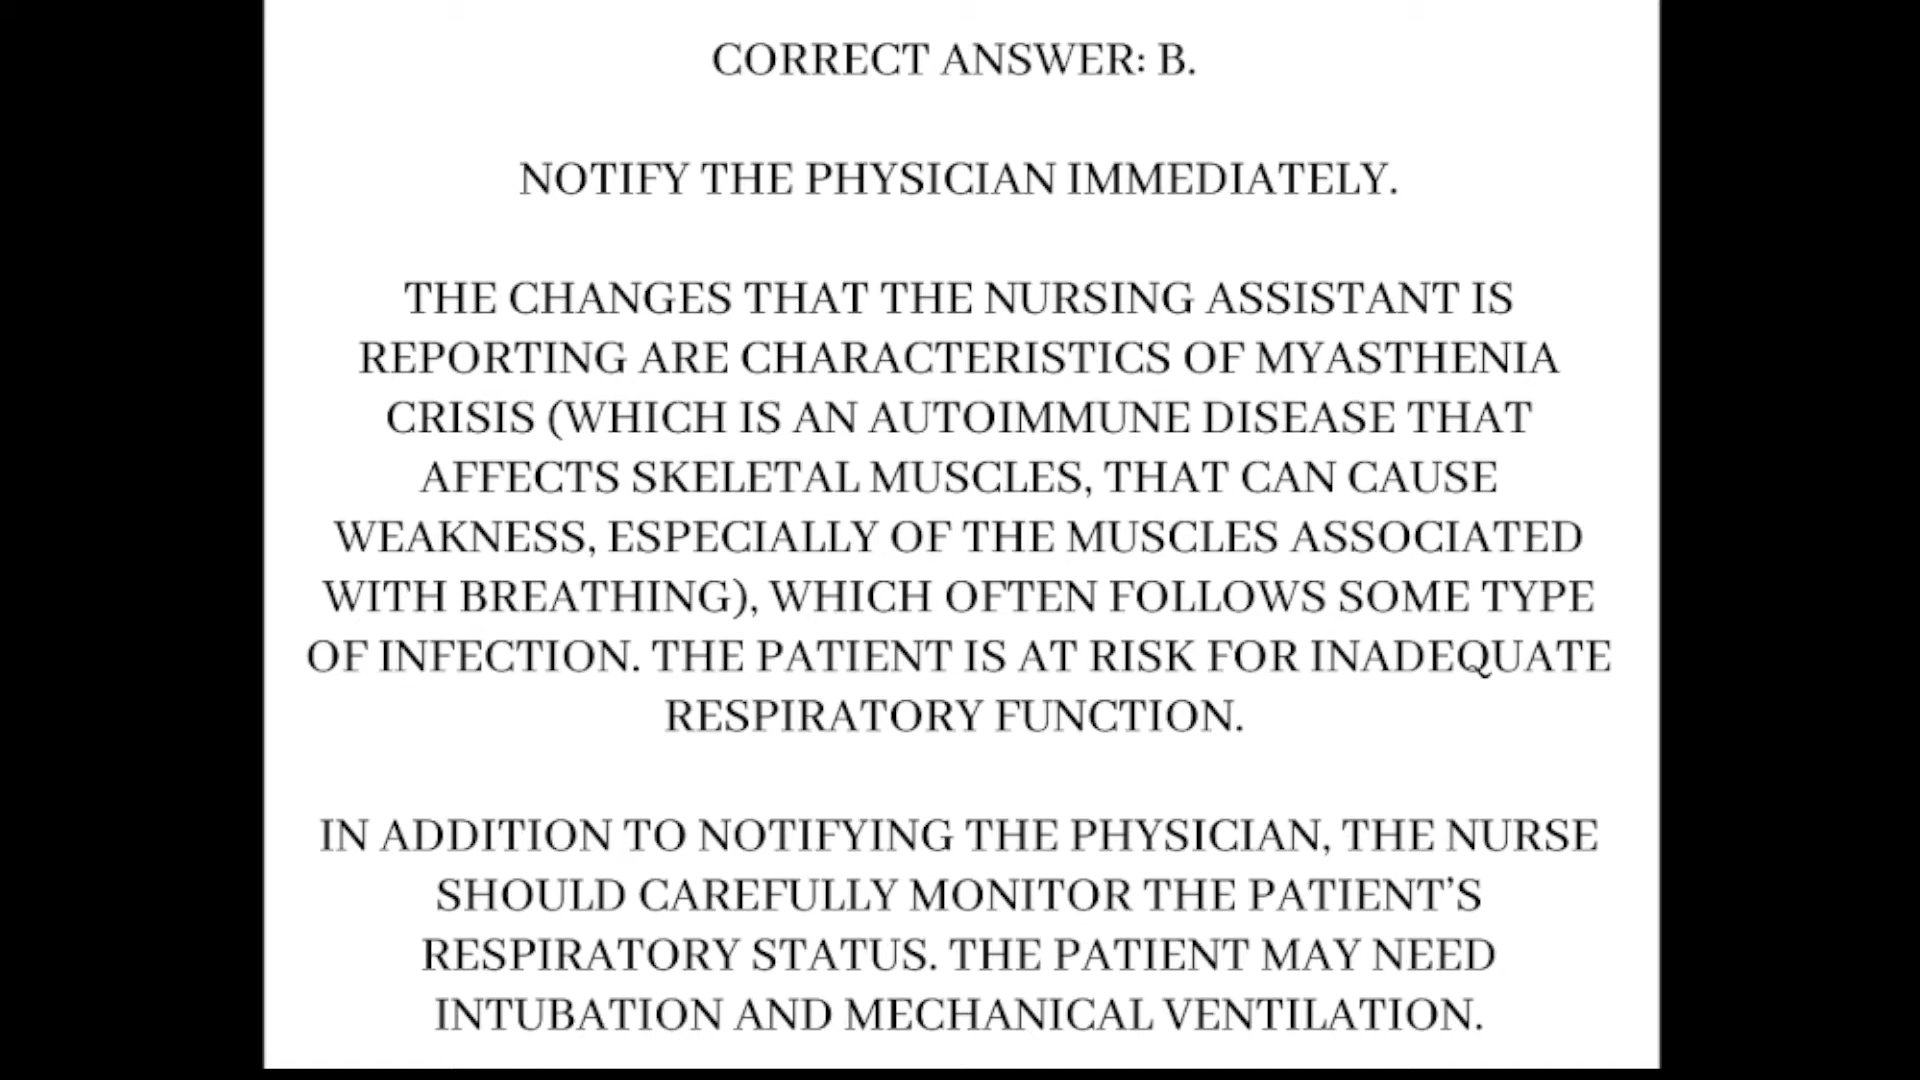 CORRECT ANSWER: B.
NOTIFY THE PHYSICIAN IMMEDIATELY.
THE CHANGES THAT THE NURSING ASSISTANT IS
REPORTING ARE CHARACTERISTICS OF MYASTHENIA
CRISIS (WHICH IS AN AUTOIMMUNE DISEASE THAT
AFFECTS SKELETAL MUSCLES, THAT CAN CAUSE
WEAKNESS, ESPECIALLY OF THE MUSCLES ASSOCIATED
WITH BREATHING), WHICH OFTEN FOLLOWS SOME TYPE
OF INFECTION. THE PATIENT IS AT RISK FOR INADEQUATE
RESPIRATORY FUNCTION.
IN ADDITION TO NOTIFYING THE PHYSICIAN, THE NURSE
SHOULD CAREFULLY MONITOR THE PATIENT’S
RESPIRATORY STATUS. THE PATIENT MAY NEED
INTUBATION AND MECHANICAL VENTILATION.